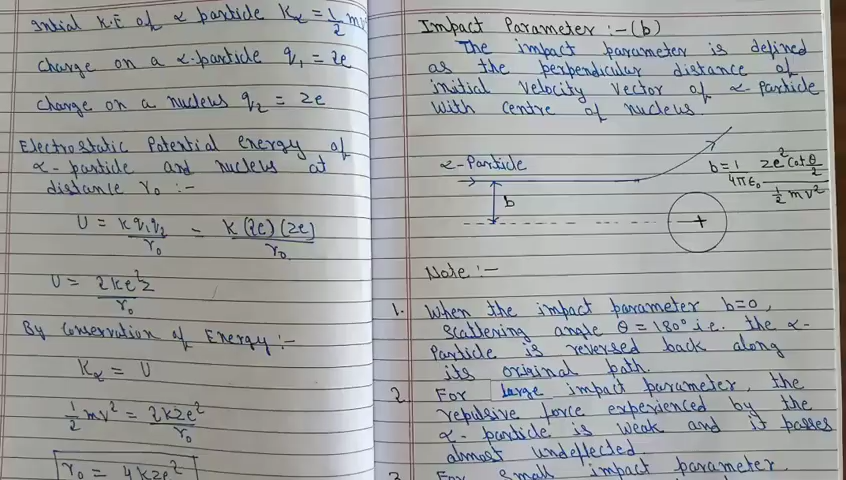 Initial K.E of α particle Kα = 1/2 mv
Charge on a α-particle q₁ = 2e
Charge on a nucleus q₂ = Ze
Electrostatic Potential energy of
α-particle and nucleus at
distance r₀ :-
U = Kq₁q₂/r₀ = K(2e)(Ze)/r₀
U = 2Ke²z/r₀
By Conservation of Energy :-
Kα = U
1/2 mv² = 2KZe²/r₀
r₀ = 4KZe²
Impact Parameter :- (b)
The impact parameter is defined
as the perpendicular distance of
initial velocity vector of α particle
with centre of nucleus.
α-Particle
b = 1/4πε₀ Ze² Cot θ/2 / 1/2 mv²
b
+
Note :-
1. When the impact parameter b=0,
scattering angle θ = 180° i.e. the α-
Particle is reversed back along
its original path.
2. For large impact parameter, the
repulsive force experienced by the
α-particle is weak and it passes
almost undeflected.
3. For small impact parameter,